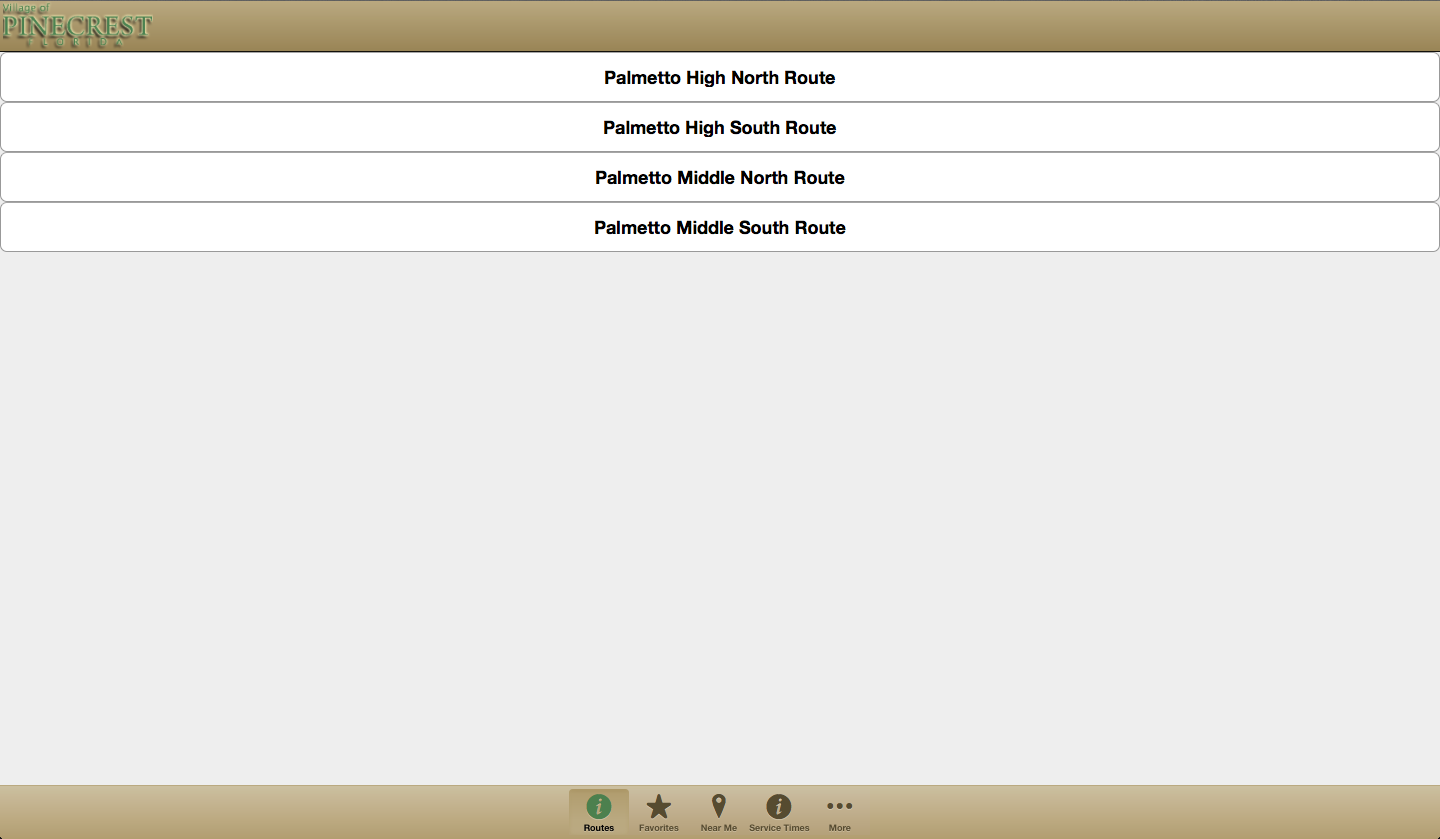 Village of
PINECREST
FLORIDA
Palmetto High North Route
Palmetto High South Route
Palmetto Middle North Route
Palmetto Middle South Route
Routes
Favorites
Near Me
Service Times
More